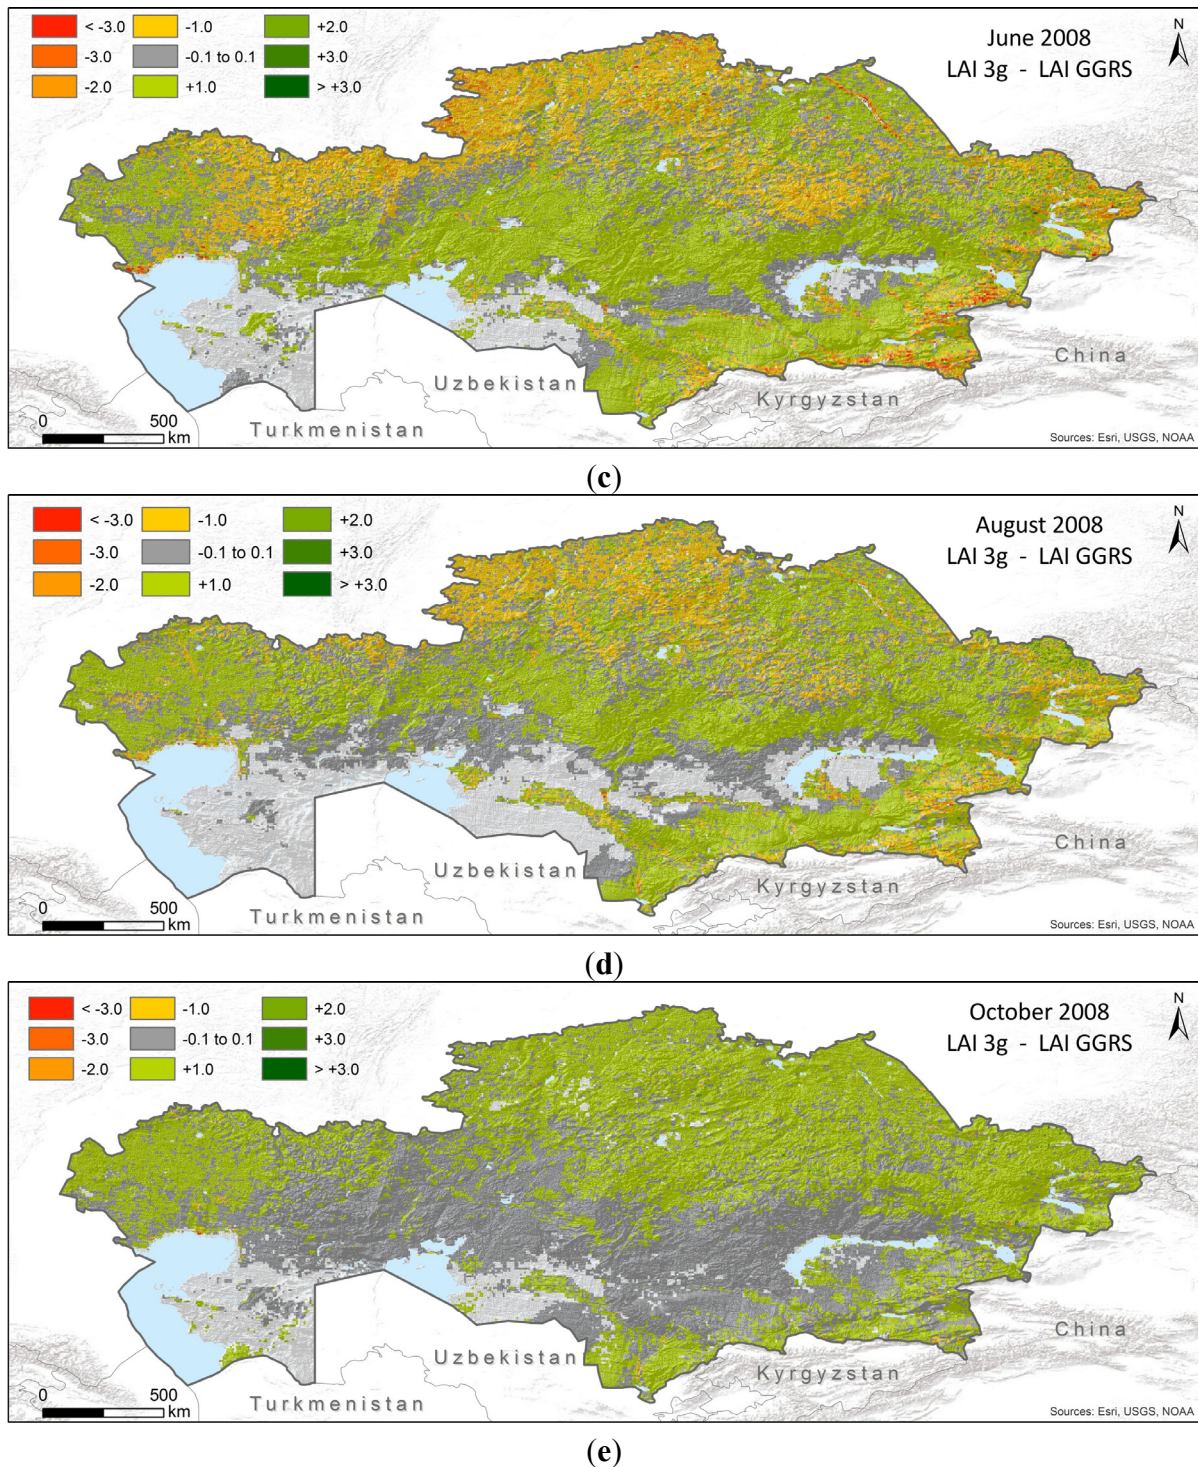 < -3.0 -1.0 +2.0
-3.0 -0.1 to 0.1 +3.0
-2.0 +1.0 > +3.0
June 2008
LAI 3g - LAI GGRS
N
China
Uzbekistan
Kyrgyzstan
Turkmenistan
0 500
km
Sources: Esri, USGS, NOAA
(c)
< -3.0 -1.0 +2.0
-3.0 -0.1 to 0.1 +3.0
-2.0 +1.0 > +3.0
August 2008
LAI 3g - LAI GGRS
N
China
Uzbekistan
Kyrgyzstan
Turkmenistan
0 500
km
Sources: Esri, USGS, NOAA
(d)
< -3.0 -1.0 +2.0
-3.0 -0.1 to 0.1 +3.0
-2.0 +1.0 > +3.0
October 2008
LAI 3g - LAI GGRS
N
China
Uzbekistan
Kyrgyzstan
Turkmenistan
0 500
km
Sources: Esri, USGS, NOAA
(e)